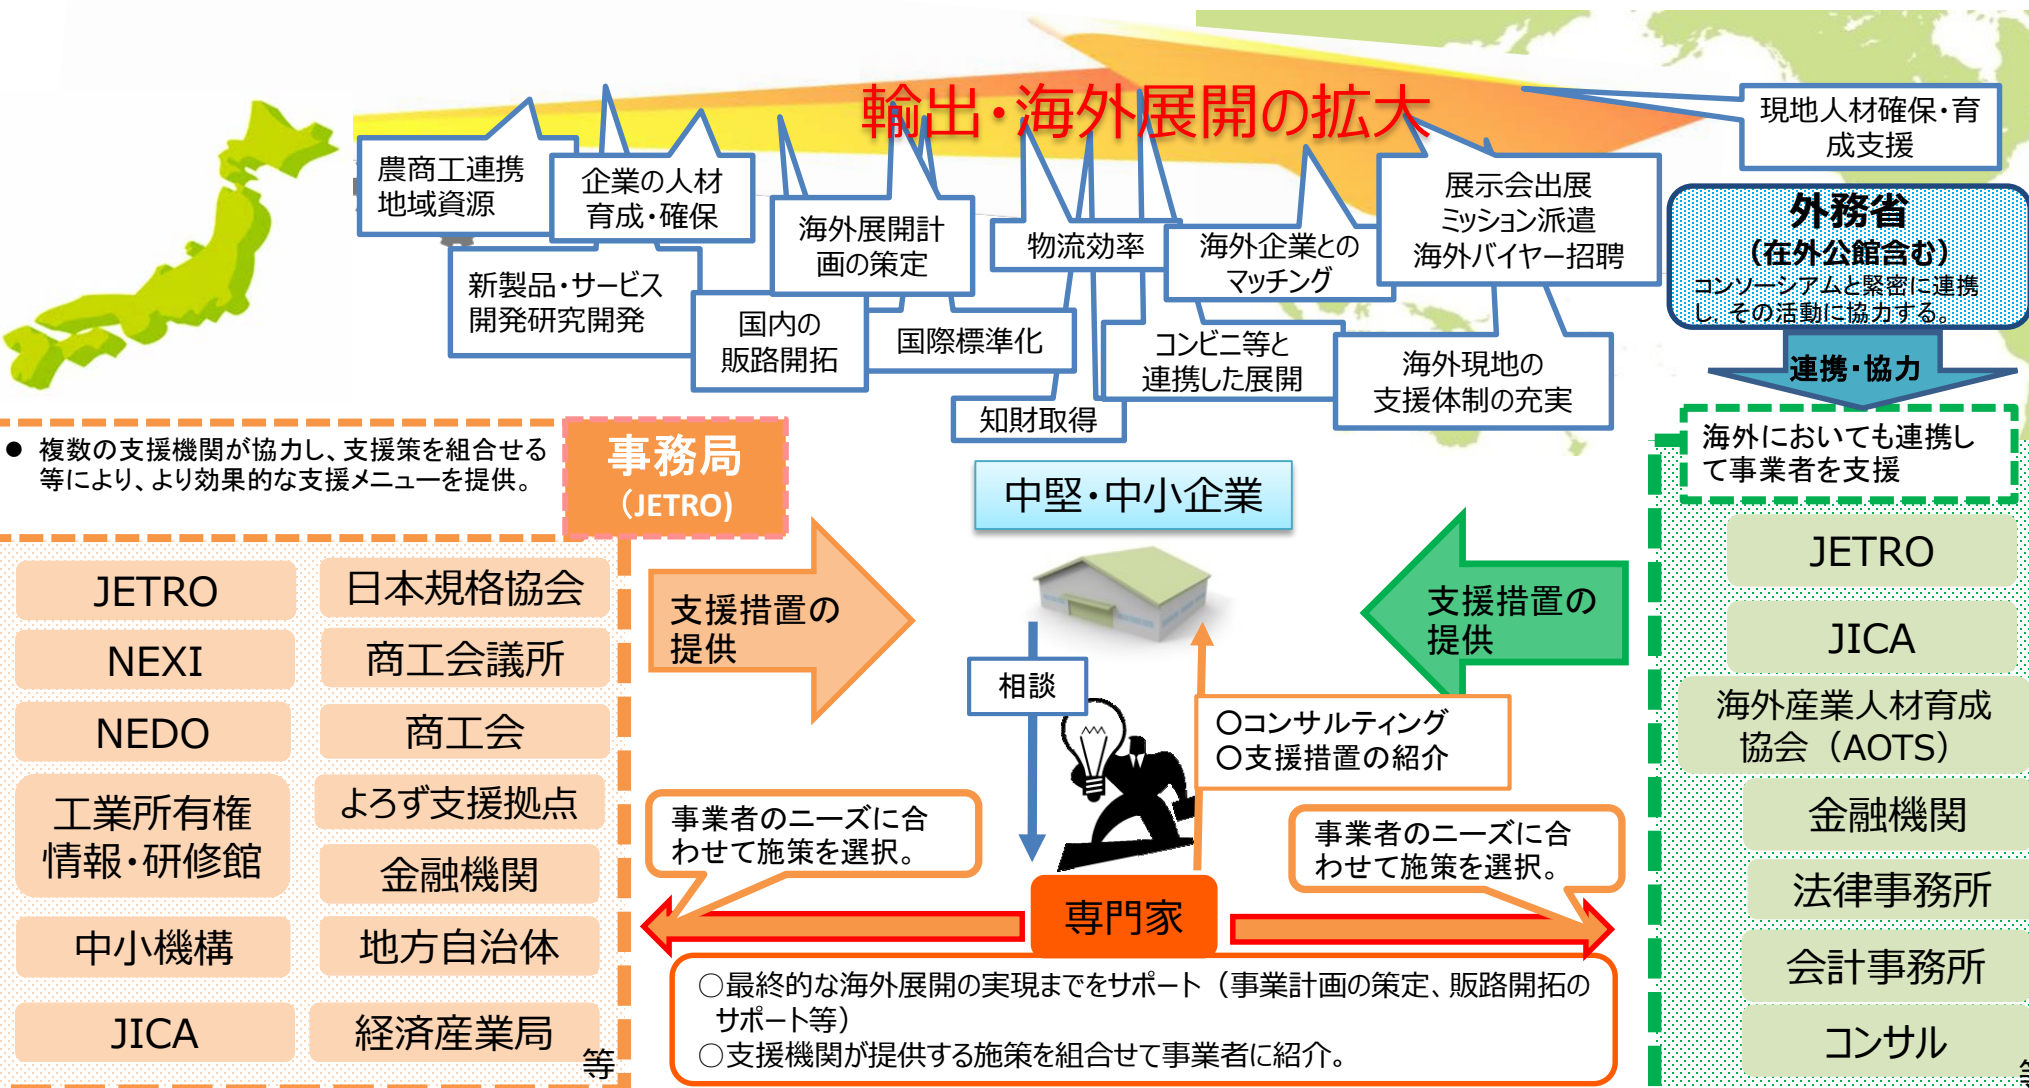 輸出・海外展開の拡大
農商工連携
地域資源
企業の人材
育成・確保
新製品・サービス
開発研究開発
国内の
販路開拓
海外展開計
画の策定
国際標準化
物流効率
知財取得
海外企業との
マッチング
コンビニ等と
連携した展開
展示会出展
ミッション派遣
海外バイヤー招聘
海外現地の
支援体制の充実
現地人材確保・育
成支援
外務省
（在外公館含む）
コンソーシアムと緊密に連携
し、その活動に協力する。
連携・協力
● 複数の支援機関が協力し、支援策を組合せる
等により、より効果的な支援メニューを提供。
事務局
（JETRO)
JETRO
日本規格協会
NEXI
商工会議所
NEDO
商工会
工業所有権
情報・研修館
よろず支援拠点
金融機関
中小機構
地方自治体
JICA
経済産業局
等
支援措置の
提供
中堅・中小企業
相談
〇コンサルティング
〇支援措置の紹介
支援措置の
提供
事業者のニーズに合
わせて施策を選択。
事業者のニーズに合
わせて施策を選択。
専門家
○最終的な海外展開の実現までをサポート（事業計画の策定、販路開拓の
サポート等）
○支援機関が提供する施策を組合せて事業者に紹介。
海外においても連携し
て事業者を支援
JETRO
JICA
海外産業人材育成
協会（AOTS）
金融機関
法律事務所
会計事務所
コンサル